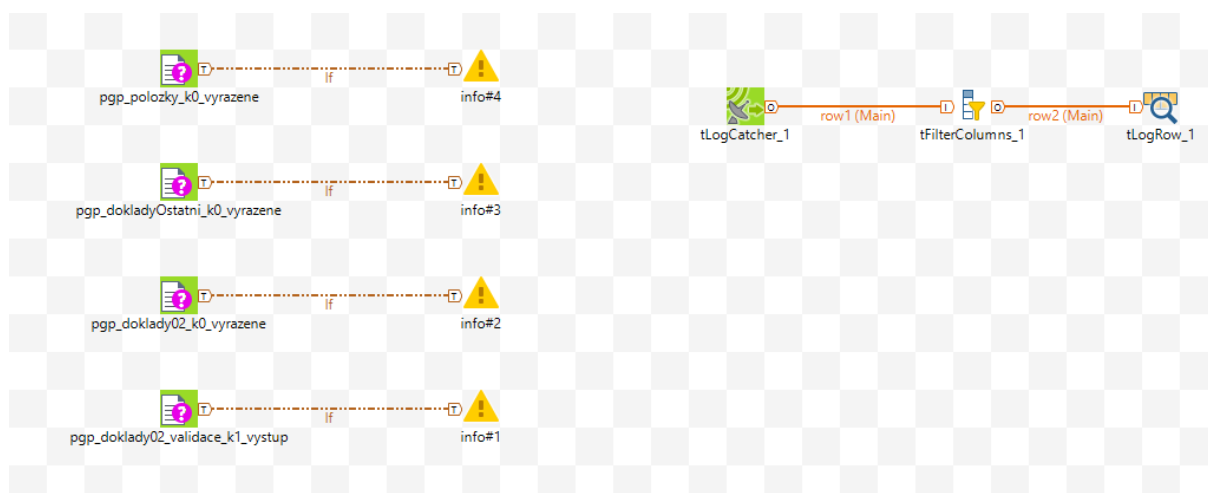 T If T
pgp_polozky_k0_vyrazene info#4
O row1 (Main) I O row2 (Main) I
tLogCatcher_1 tFilterColumns_1 tLogRow_1
T If T
pgp_dokladyOstatni_k0_vyrazene info#3
T If T
pgp_doklady02_k0_vyrazene info#2
T If T
pgp_doklady02_validace_k1_vystup info#1